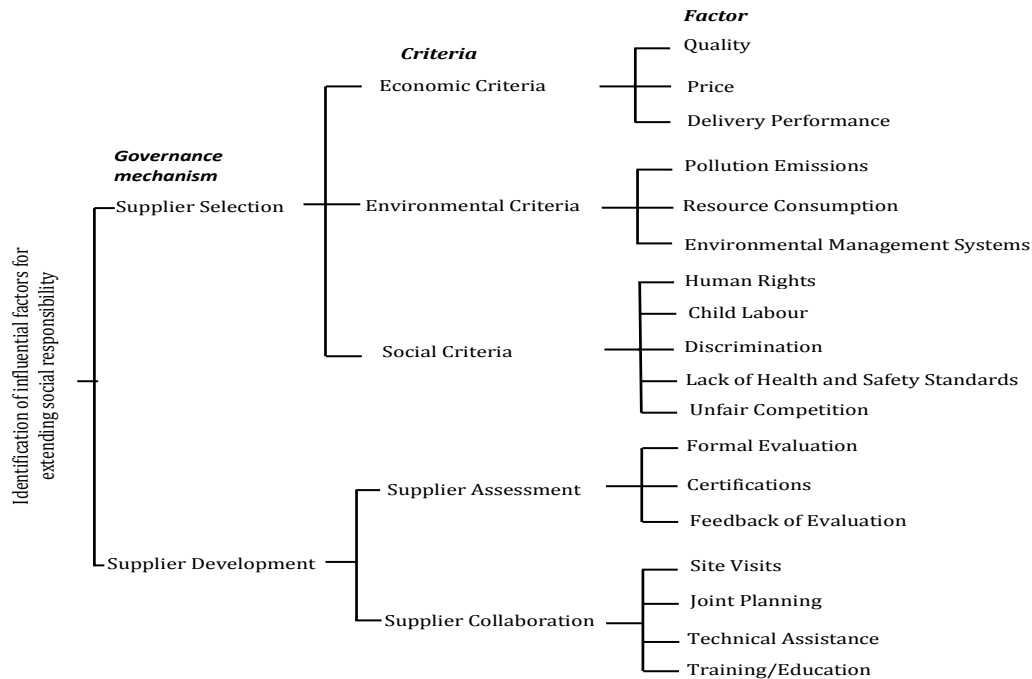 Factor
Quality
Criteria
Economic Criteria
Price
Delivery Performance
Governance
mechanism
Pollution Emissions
Supplier Selection
Environmental Criteria
Resource Consumption
Environmental Management Systems
Human Rights
Child Labour
Social Criteria
Discrimination
Lack of Health and Safety Standards
Unfair Competition
Identification of influential factors for
extending social responsibility
Formal Evaluation
Supplier Assessment
Certifications
Feedback of Evaluation
Supplier Development
Site Visits
Joint Planning
Supplier Collaboration
Technical Assistance
Training/Education